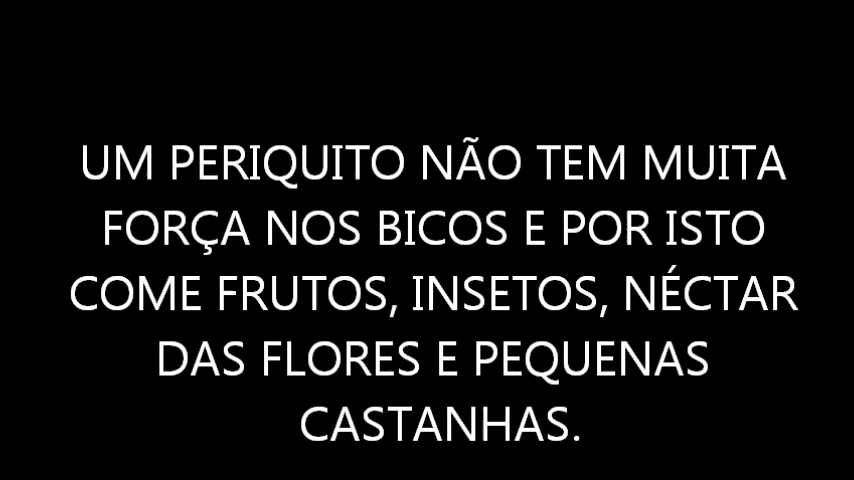 UM PERIQUITO NÃO TEM MUITA
FORÇA NOS BICOS E POR ISTO
COME FRUTOS, INSETOS, NÉCTAR
DAS FLORES E PEQUENAS
CASTANHAS.